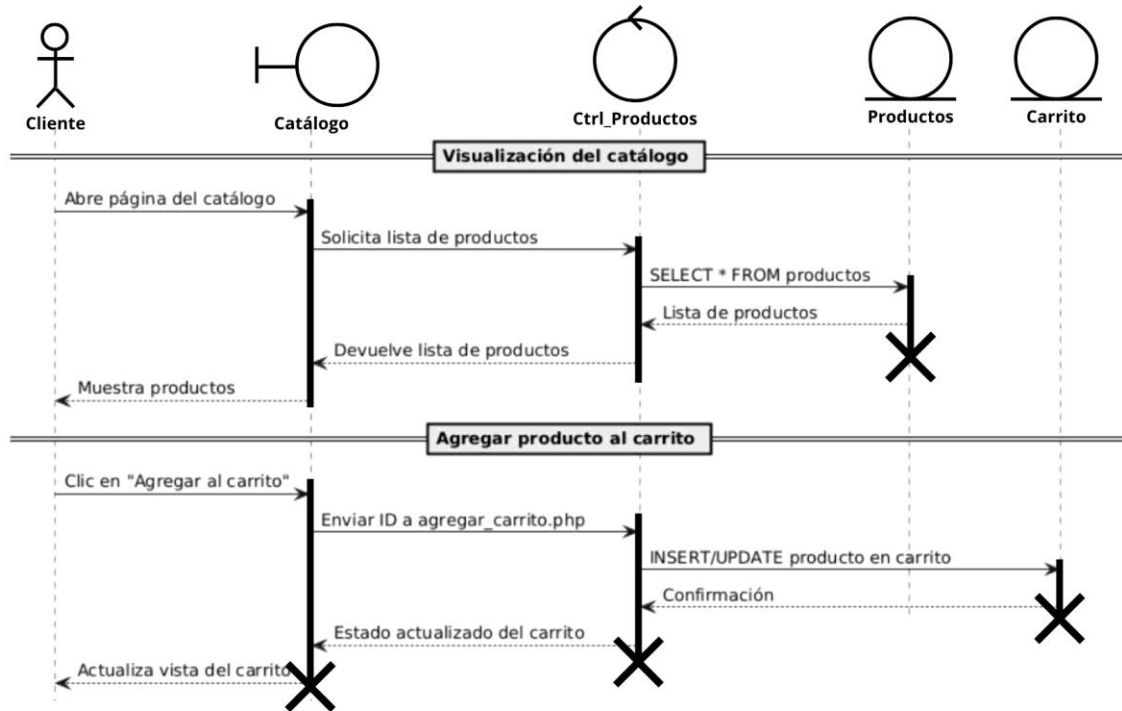 Cliente
Catálogo
Ctrl_Productos
Productos
Carrito
Visualización del catálogo
Abre página del catálogo
Solicita lista de productos
SELECT * FROM productos
Lista de productos
Devuelve lista de productos
Muestra productos
Agregar producto al carrito
Clic en "Agregar al carrito"
Enviar ID a agregar_carrito.php
INSERT/UPDATE producto en carrito
Confirmación
Estado actualizado del carrito
Actualiza vista del carrito